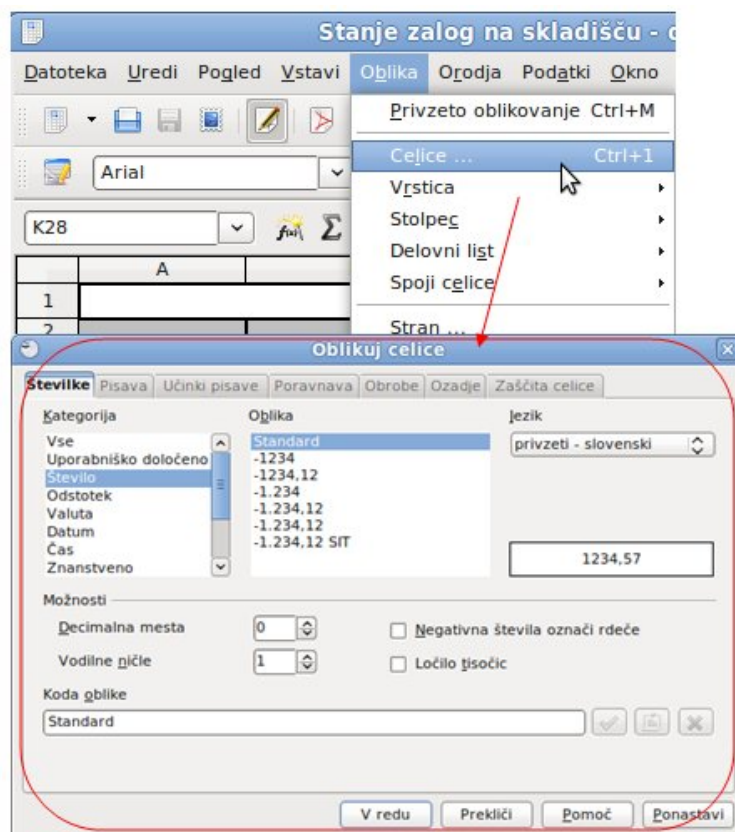 Stanje zalog na skladišču -
Datoteka Uredi Pogled Vstavi Oblika Orodja Podatki Okno
Privzeto oblikovanje Ctrl+M
Celice ... Ctrl+1
Arial
Vrstica
Stolpec
K28
f(x) Σ
Delovni list
A
Spoji celice
1
2
Stran ...
Oblikuj celice
Številke Pisava Učinki pisave Poravnava Obrobe Ozadje Zaščita celice
Kategorija
Vse
Uporabniško določeno
Število
Odstotek
Valuta
Datum
Čas
Znanstveno
Oblika
Standard
-1234
-1234,12
-1.234
-1.234,12
-1.234,12
-1.234,12 SIT
Jezik
privzeti - slovenski
1234,57
Možnosti
Decimalna mesta 0
Negativna števila označi rdeče
Vodilne ničle 1
Ločilo tisočic
Koda oblike
Standard
V redu Prekliči Pomoč Ponastavi